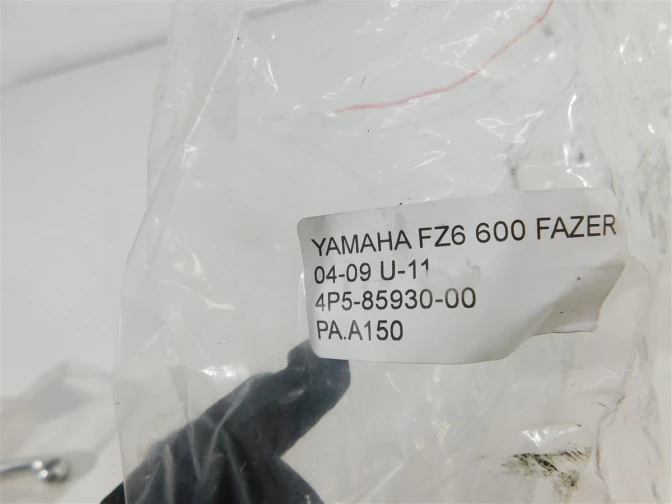 YAMAHA FZ6 600 FAZER
04-09 U-11
4P5-85930-00
PA.A150